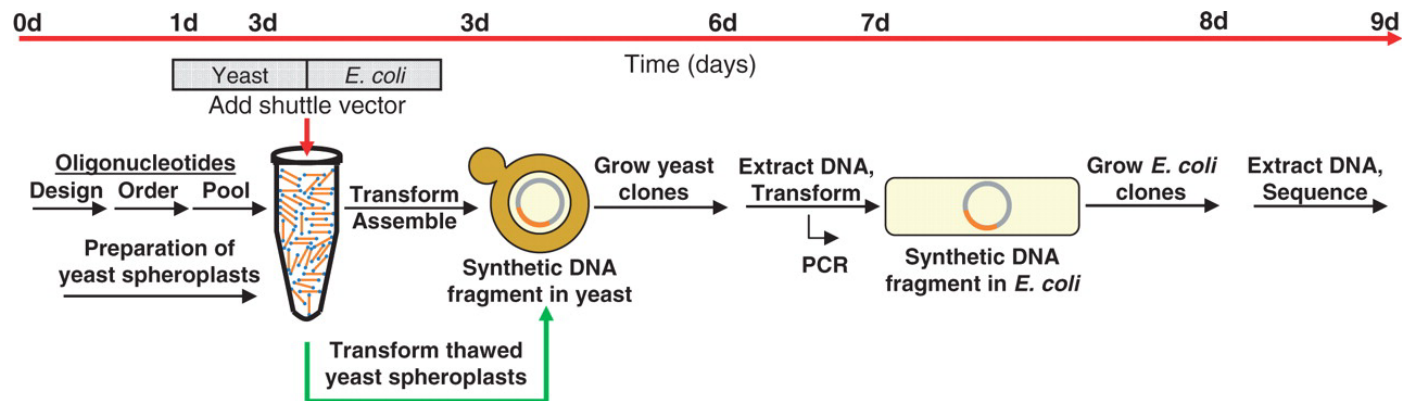 0d 1d 3d 3d 6d 7d 8d 9d
Time (days)
Yeast E. coli
Add shuttle vector
Oligonucleotides
Design Order Pool
Preparation of
yeast spheroplasts
Transform
Assemble
Synthetic DNA
fragment in yeast
Transform thawed
yeast spheroplasts
Grow yeast
clones
Extract DNA,
Transform
PCR
Synthetic DNA
fragment in E. coli
Grow E. coli
clones
Extract DNA,
Sequence